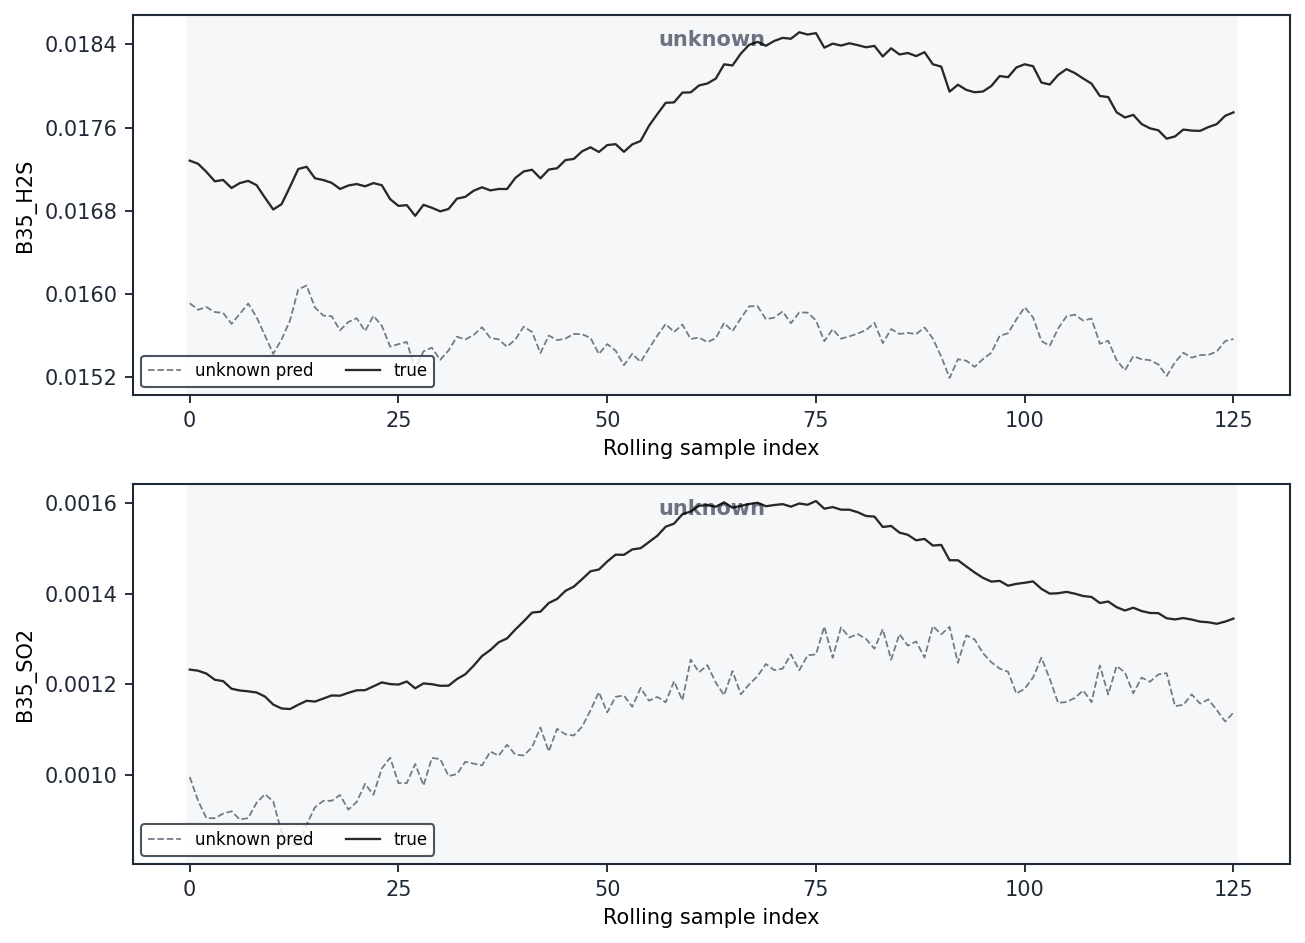 unknown
0.0184
0.0176
0.0168
0.0160
0.0152
B35_H2S
unknown pred true
0 25 50 75 100 125
Rolling sample index
unknown
0.0016
0.0014
0.0012
0.0010
B35_SO2
unknown pred true
0 25 50 75 100 125
Rolling sample index